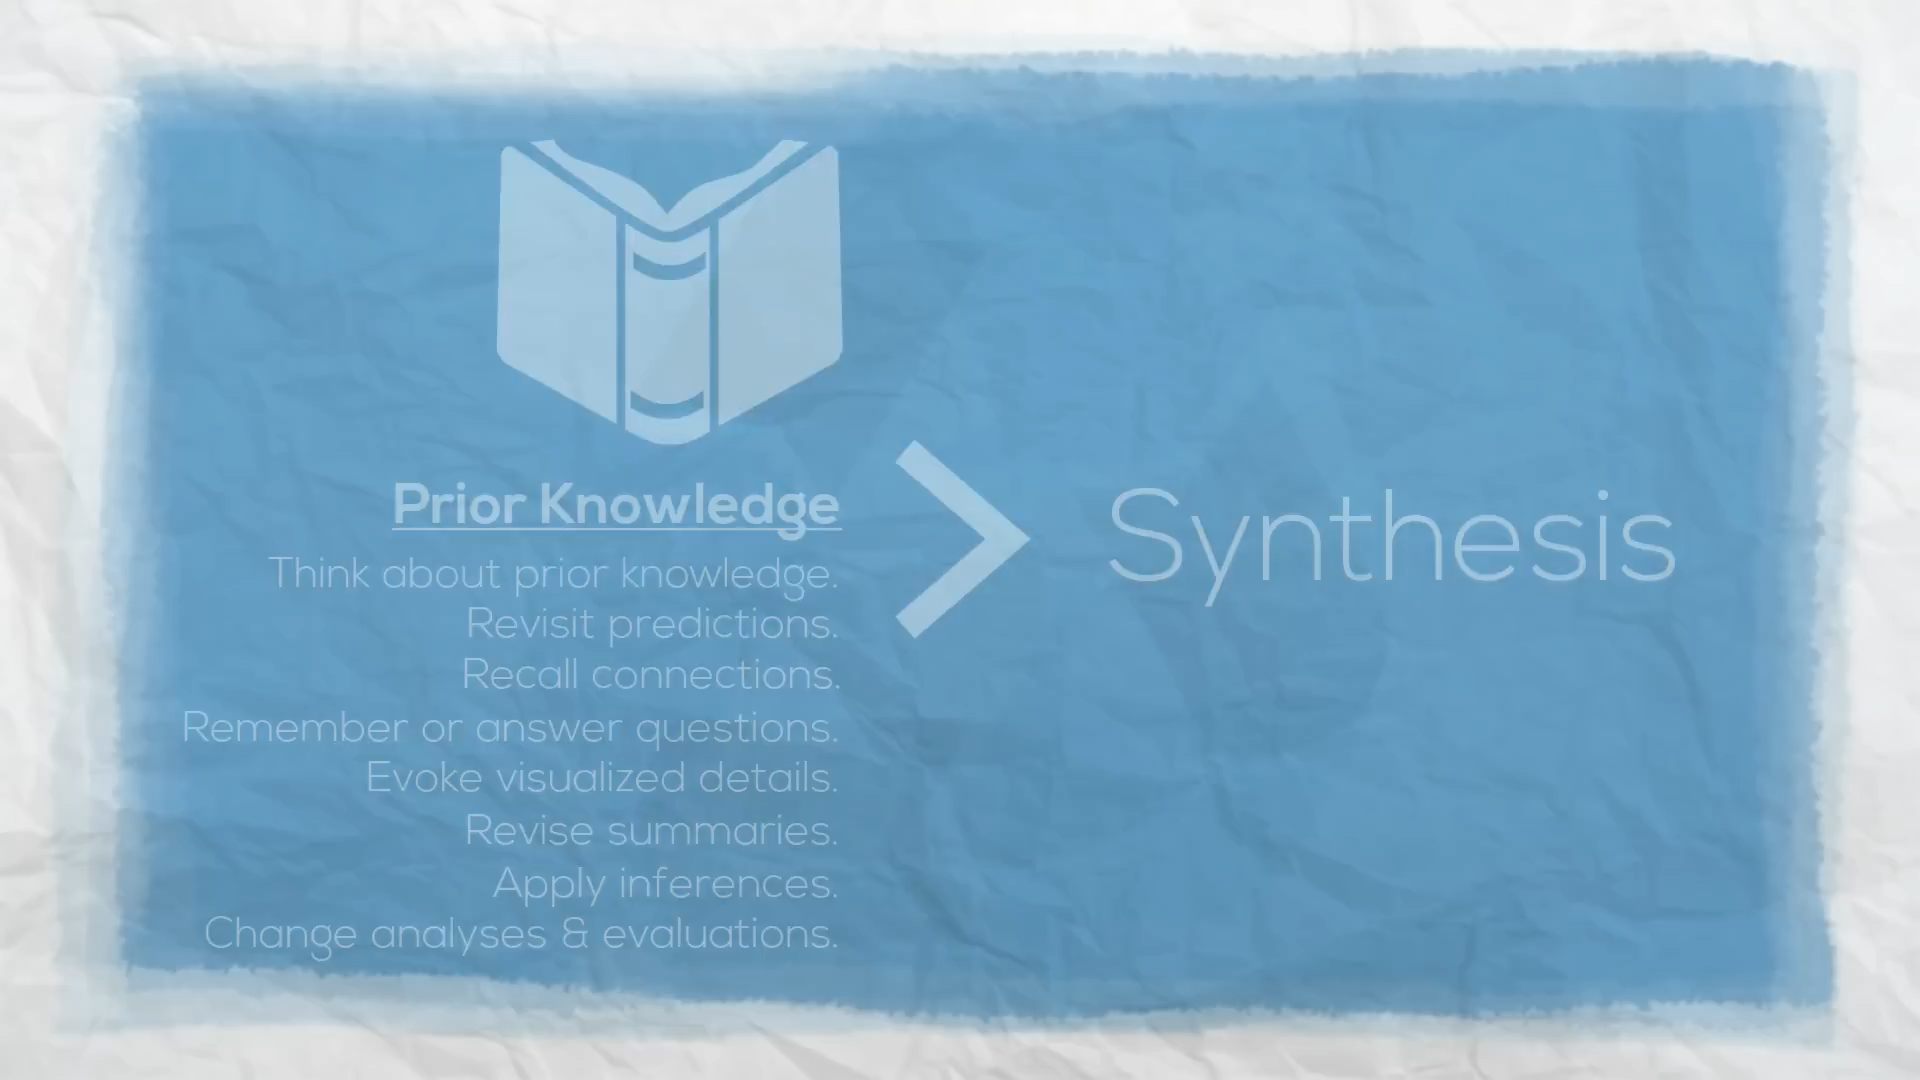 Prior Knowledge
Think about prior knowledge.
Revisit predictions.
Recall connections.
Remember or answer questions.
Evoke visualized details.
Revise summaries.
Apply inferences.
Change analyses & evaluations.
Synthesis